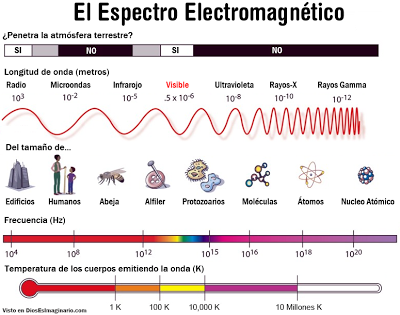 El Espectro Electromagnético
¿Penetra la atmósfera terrestre?
SI NO SI NO
Longitud de onda (metros)
Radio Microondas Infrarojo Visible Ultravioleta Rayos-X Rayos Gamma
10³ 10⁻² 10⁻⁵ .5 x 10⁻⁶ 10⁻⁸ 10⁻¹⁰ 10⁻¹²
Del tamaño de...
Edificios Humanos Abeja Alfiler Protozoarios Moléculas Átomos Nucleo Atómico
Frecuencia (Hz)
10⁴ 10⁸ 10¹² 10¹⁵ 10¹⁶ 10¹⁸ 10²⁰
Temperatura de los cuerpos emitiendo la onda (K)
1 K 100 K 10,000 K 10 Millones K
Visto en DiosEsImaginario.com